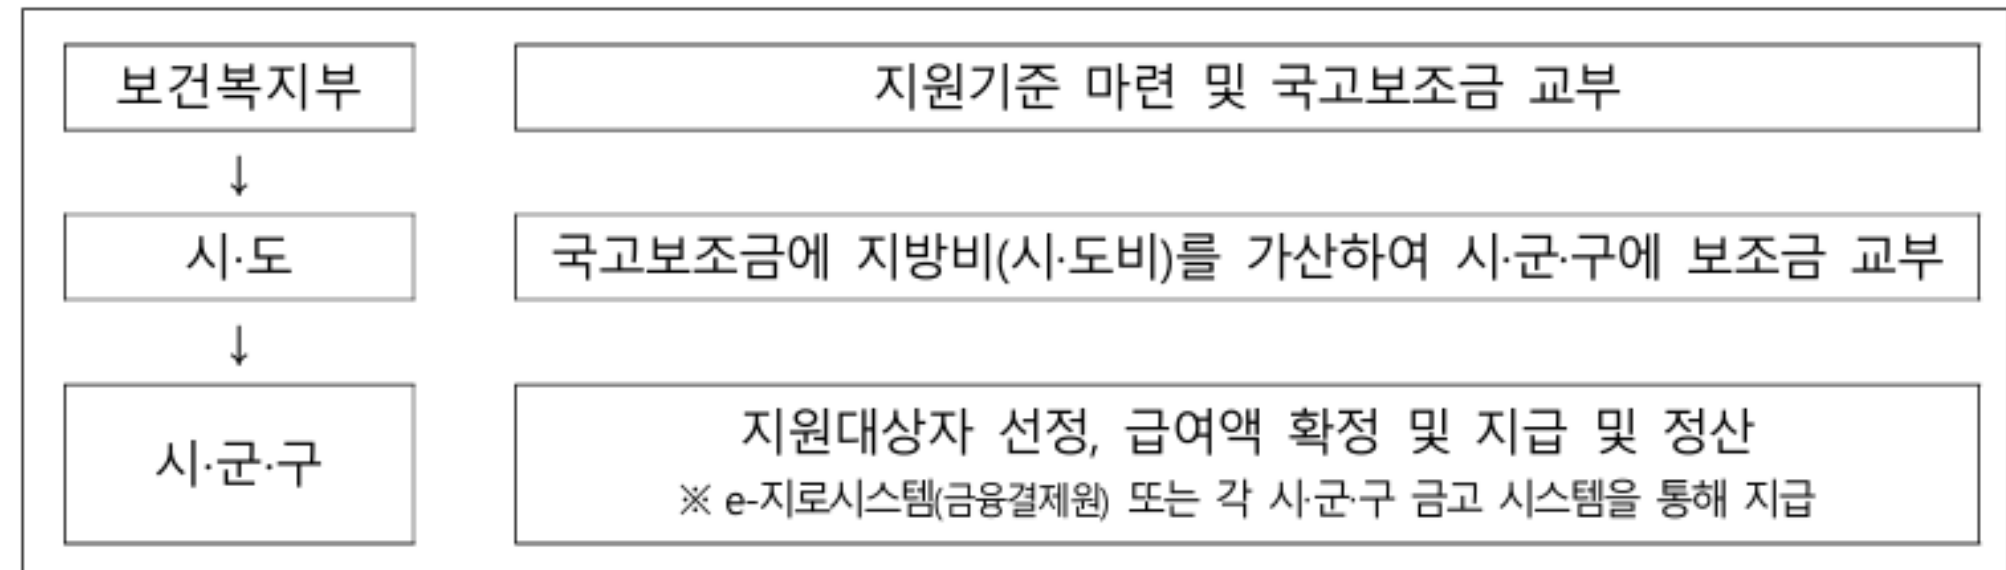 보건복지부
지원기준 마련 및 국고보조금 교부
↓
시·도
국고보조금에 지방비(시·도비)를 가산하여 시·군·구에 보조금 교부
↓
시·군·구
지원대상자 선정, 급여액 확정 및 지급 및 정산
※ e-지로시스템(금융결제원) 또는 각 시·군·구 금고 시스템을 통해 지급